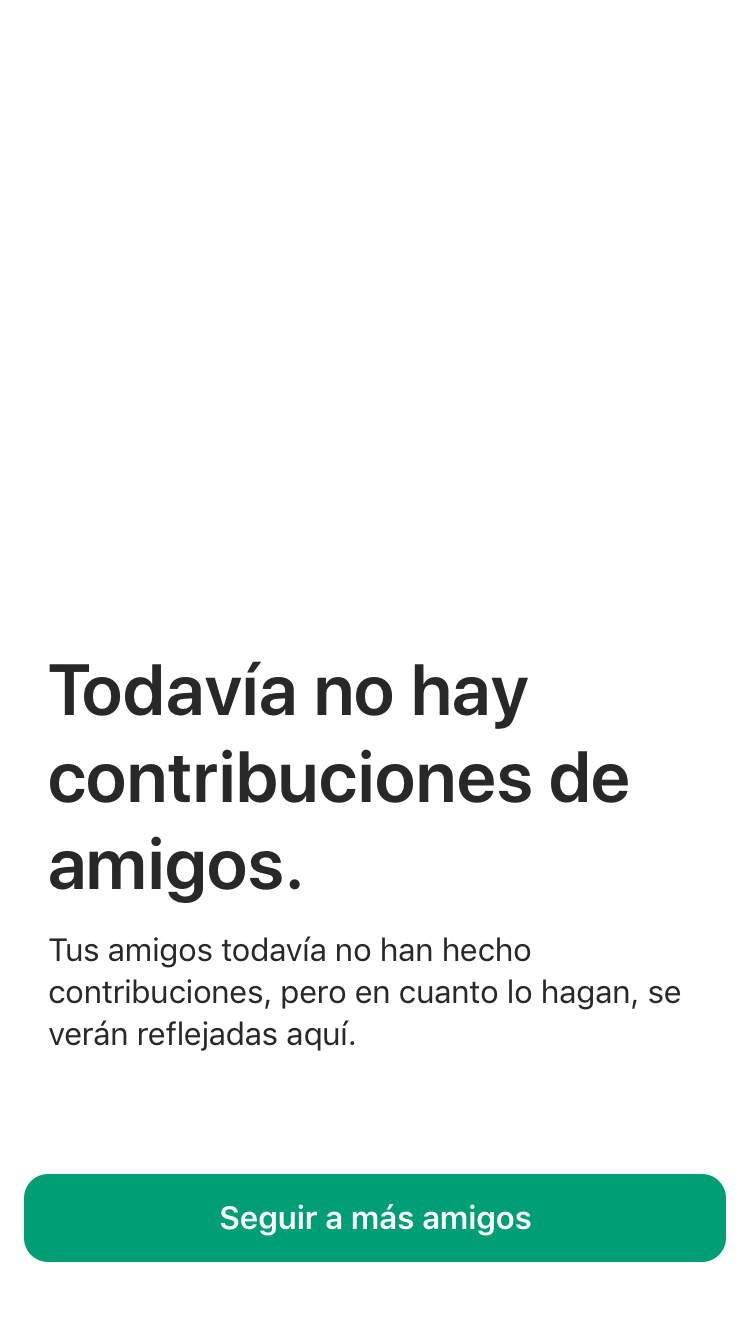 Todavía no hay
contribuciones de
amigos.
Tus amigos todavía no han hecho
contribuciones, pero en cuanto lo hagan, se
verán reflejadas aquí.
Seguir a más amigos